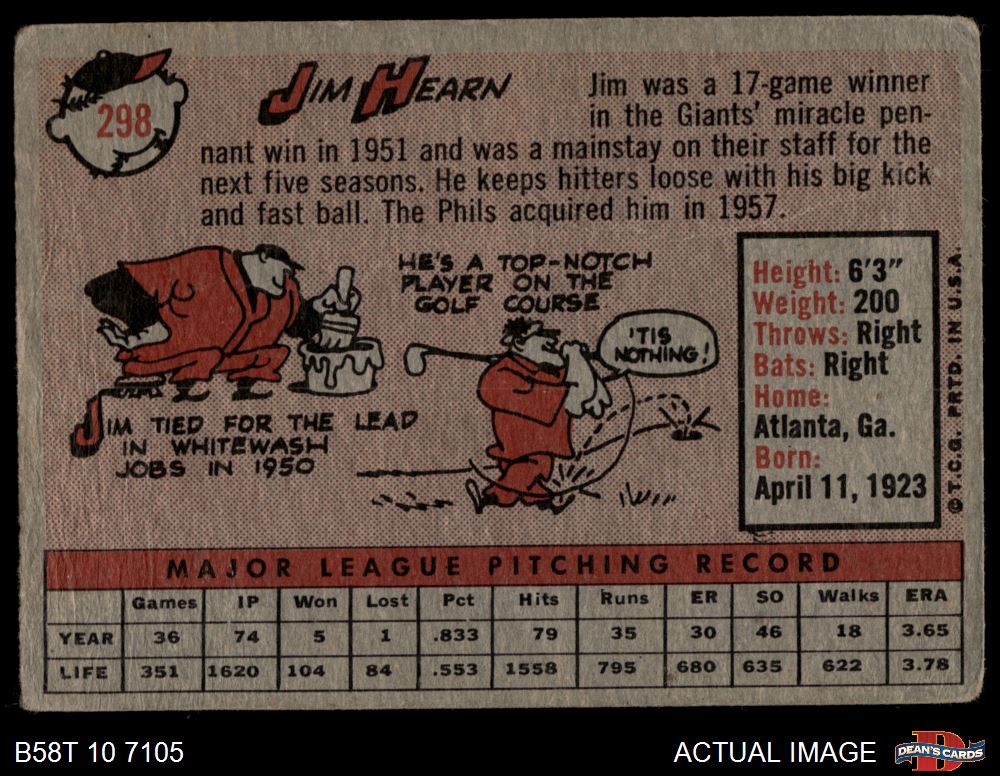 298
JIM HEARN
Jim was a 17-game winner
in the Giants' miracle pen-
nant win in 1951 and was a mainstay on their staff for the
next five seasons. He keeps hitters loose with his big kick
and fast ball. The Phils acquired him in 1957.
HE'S A TOP-NOTCH
PLAYER ON THE
GOLF COURSE
'TIS
NOTHING!
JIM TIED FOR THE LEAD
IN WHITEWASH
JOBS IN 1950
Height: 6'3"
Weight: 200
Throws: Right
Bats: Right
Home:
Atlanta, Ga.
Born:
April 11, 1923
© T.C.G. PRTD. IN U.S.A.
MAJOR LEAGUE PITCHING RECORD
Games IP Won Lost Pct Hits Runs ER SO Walks ERA
YEAR 36 74 5 1 .833 79 35 30 46 18 3.65
LIFE 351 1620 104 84 .553 1558 795 680 635 622 3.78
B58T 10 7105
ACTUAL IMAGE
DEAN'S CARDS